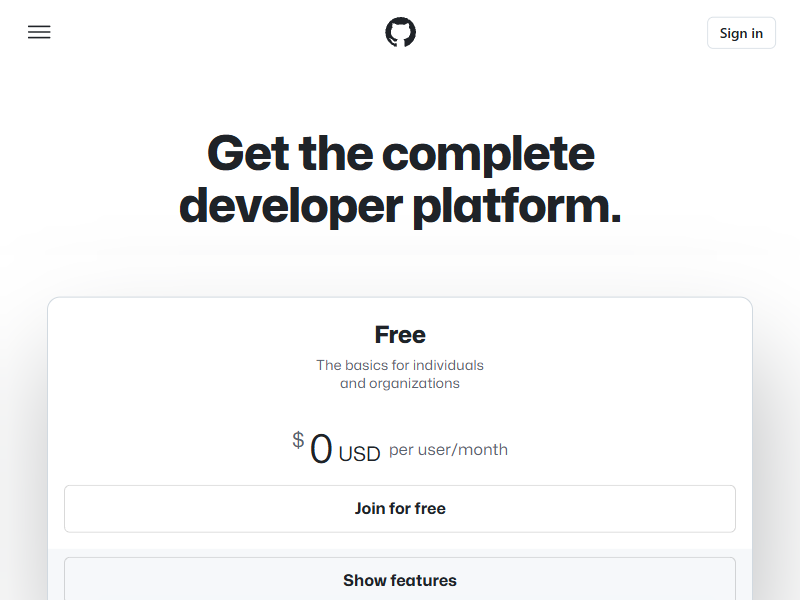 Sign in
Get the complete
developer platform.
Free
The basics for individuals
and organizations
$ 0 USD per user/month
Join for free
Show features